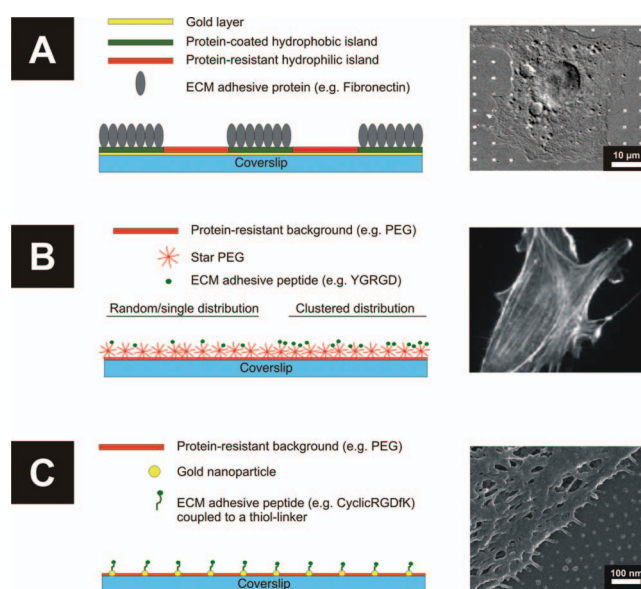 A
Gold layer
Protein-coated hydrophobic island
Protein-resistant hydrophilic island
ECM adhesive protein (e.g. Fibronectin)
Coverslip
10 µm
B
Protein-resistant background (e.g. PEG)
Star PEG
ECM adhesive peptide (e.g. YGRGD)
Random/single distribution
Clustered distribution
Coverslip
C
Protein-resistant background (e.g. PEG)
Gold nanoparticle
ECM adhesive peptide (e.g. CyclicRGDfK)
coupled to a thiol-linker
Coverslip
100 nm